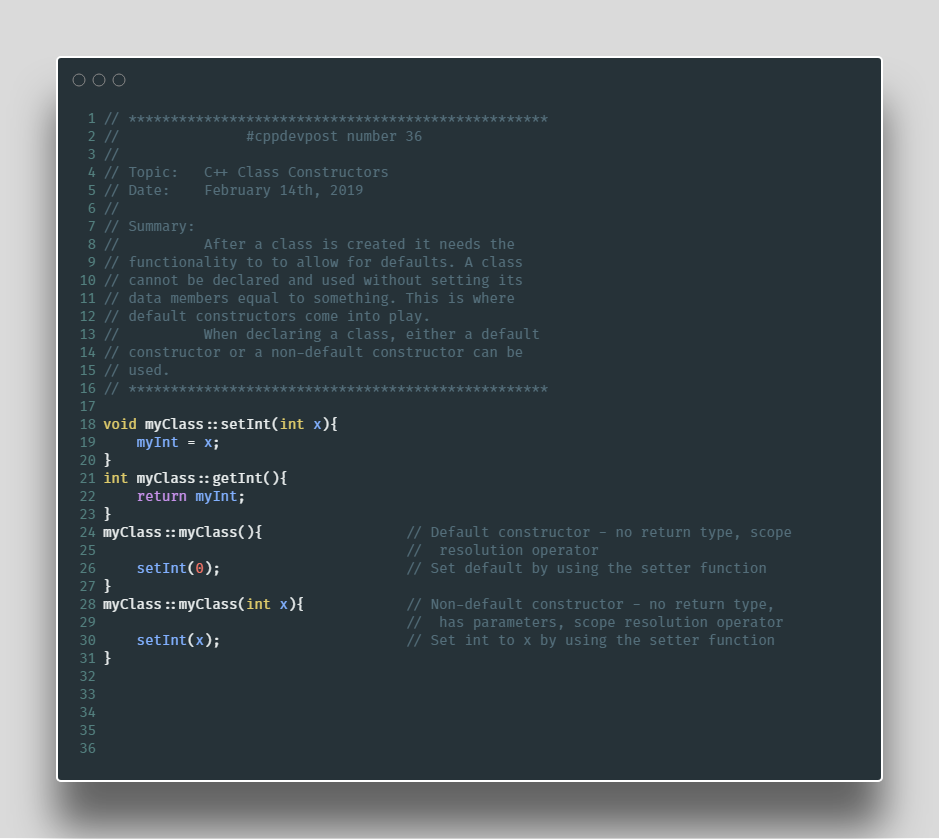 1 // **************************************************
2 //               #cppdevpost number 36
3 //
4 // Topic:   C++ Class Constructors
5 // Date:    February 14th, 2019
6 //
7 // Summary:
8 //          After a class is created it needs the
9 // functionality to to allow for defaults. A class
10 // cannot be declared and used without setting its
11 // data members equal to something. This is where
12 // default constructors come into play.
13 //          When declaring a class, either a default
14 // constructor or a non-default constructor can be
15 // used.
16 // **************************************************
17
18 void myClass::setInt(int x){
19     myInt = x;
20 }
21 int myClass::getInt(){
22     return myInt;
23 }
24 myClass::myClass(){                 // Default constructor - no return type, scope
25                                     //  resolution operator
26     setInt(0);                      // Set default by using the setter function
27 }
28 myClass::myClass(int x){            // Non-default constructor - no return type,
29                                     //  has parameters, scope resolution operator
30     setInt(x);                      // Set int to x by using the setter function
31 }
32
33
34
35
36